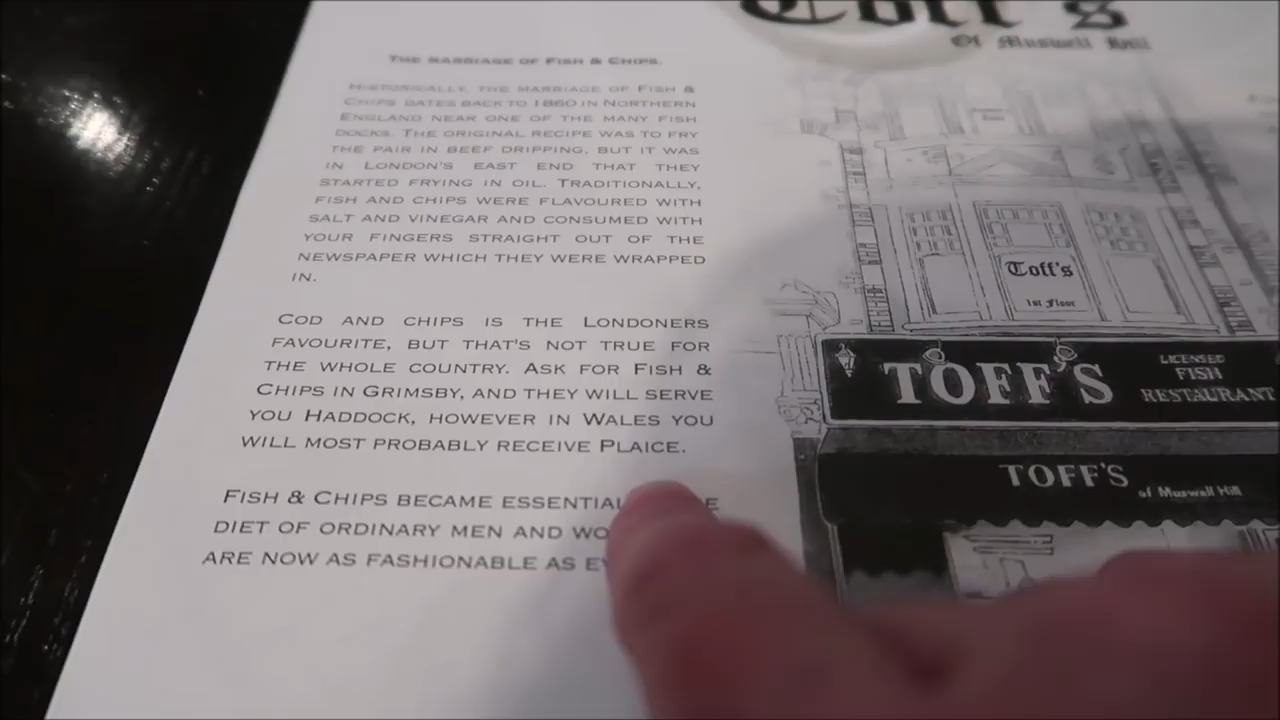 Toff's
Of Muswell Hill
THE MARRIAGE OF FISH & CHIPS.
HISTORICALLY, THE MARRIAGE OF FISH &
CHIPS DATES BACK TO 1860 IN NORTHERN
ENGLAND NEAR ONE OF THE MANY FISH
DOCKS. THE ORIGINAL RECIPE WAS TO FRY
THE PAIR IN BEEF DRIPPING, BUT IT WAS
IN LONDON'S EAST END THAT THEY
STARTED FRYING IN OIL. TRADITIONALLY,
FISH AND CHIPS WERE FLAVOURED WITH
SALT AND VINEGAR AND CONSUMED WITH
YOUR FINGERS STRAIGHT OUT OF THE
NEWSPAPER WHICH THEY WERE WRAPPED
IN.
COD AND CHIPS IS THE LONDONERS
FAVOURITE, BUT THAT'S NOT TRUE FOR
THE WHOLE COUNTRY. ASK FOR FISH &
CHIPS IN GRIMSBY, AND THEY WILL SERVE
YOU HADDOCK, HOWEVER IN WALES YOU
WILL MOST PROBABLY RECEIVE PLAICE.
FISH & CHIPS BECAME ESSENTIAL
DIET OF ORDINARY MEN AND
ARE NOW AS FASHIONABLE AS
Toff's
1st Floor
TOFF'S
LICENSED
FISH
RESTAURANT
TOFF'S
of Muswell Hill